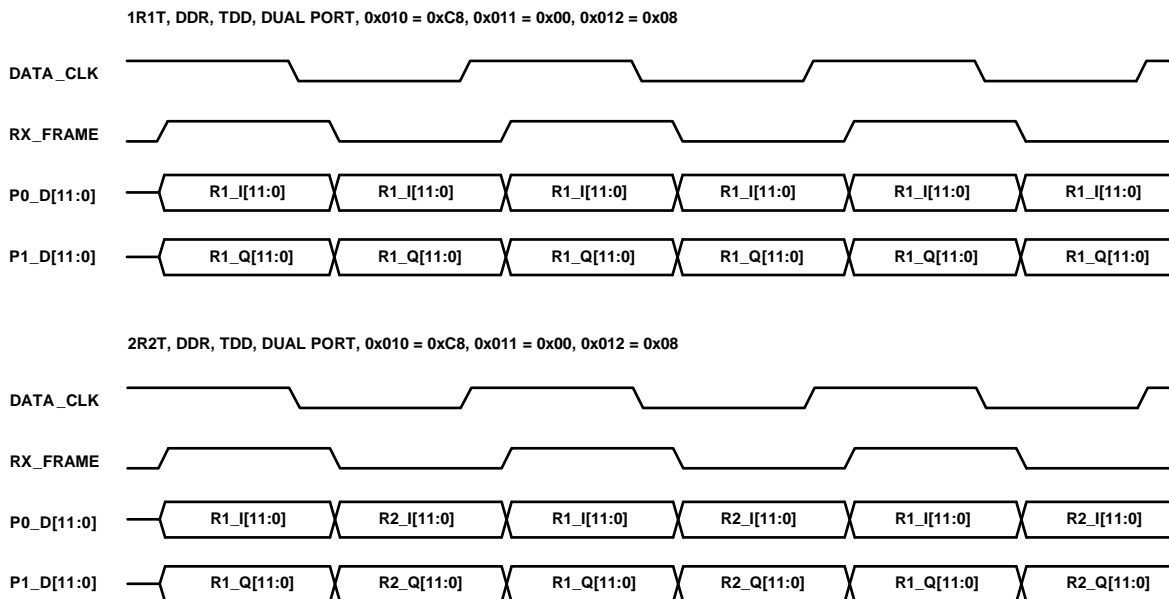 1R1T, DDR, TDD, DUAL PORT, 0x010 = 0xC8, 0x011 = 0x00, 0x012 = 0x08
DATA_CLK
RX_FRAME
P0_D[11:0] R1_I[11:0] R1_I[11:0] R1_I[11:0] R1_I[11:0] R1_I[11:0] R1_I[11:0]
P1_D[11:0] R1_Q[11:0] R1_Q[11:0] R1_Q[11:0] R1_Q[11:0] R1_Q[11:0] R1_Q[11:0]
2R2T, DDR, TDD, DUAL PORT, 0x010 = 0xC8, 0x011 = 0x00, 0x012 = 0x08
DATA_CLK
RX_FRAME
P0_D[11:0] R1_I[11:0] R2_I[11:0] R1_I[11:0] R2_I[11:0] R1_I[11:0] R2_I[11:0]
P1_D[11:0] R1_Q[11:0] R2_Q[11:0] R1_Q[11:0] R2_Q[11:0] R1_Q[11:0] R2_Q[11:0]